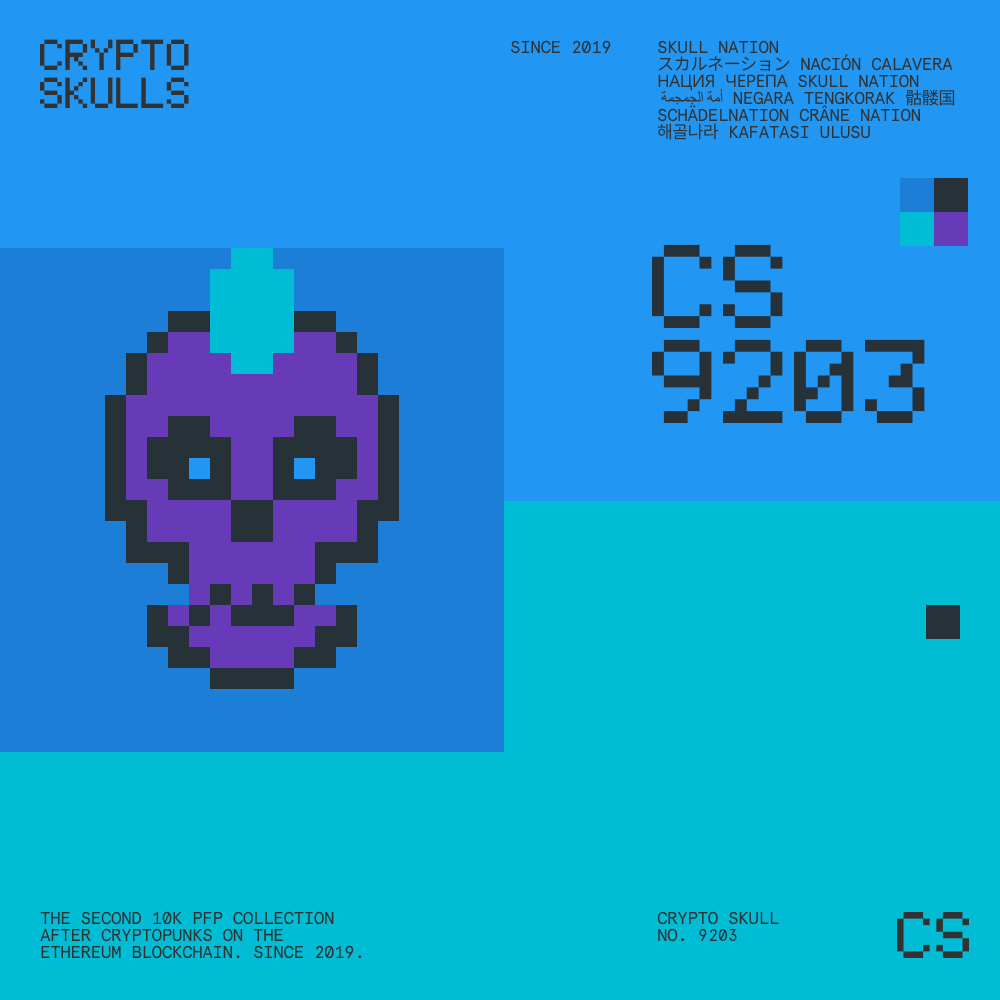 CRYPTO
SKULLS
SINCE 2019
SKULL NATION
スカルネーション NACIÓN CALAVERA
НАЦИЯ ЧЕРЕПА SKULL NATION
أمة الجمجمة NEGARA TENGKORAK 骷髅国
SCHÄDELNATION CRÂNE NATION
해골나라 KAFATASI ULUSU
CS
9203
THE SECOND 10K PFP COLLECTION
AFTER CRYPTOPUNKS ON THE
ETHEREUM BLOCKCHAIN. SINCE 2019.
CRYPTO SKULL
NO. 9203
CS